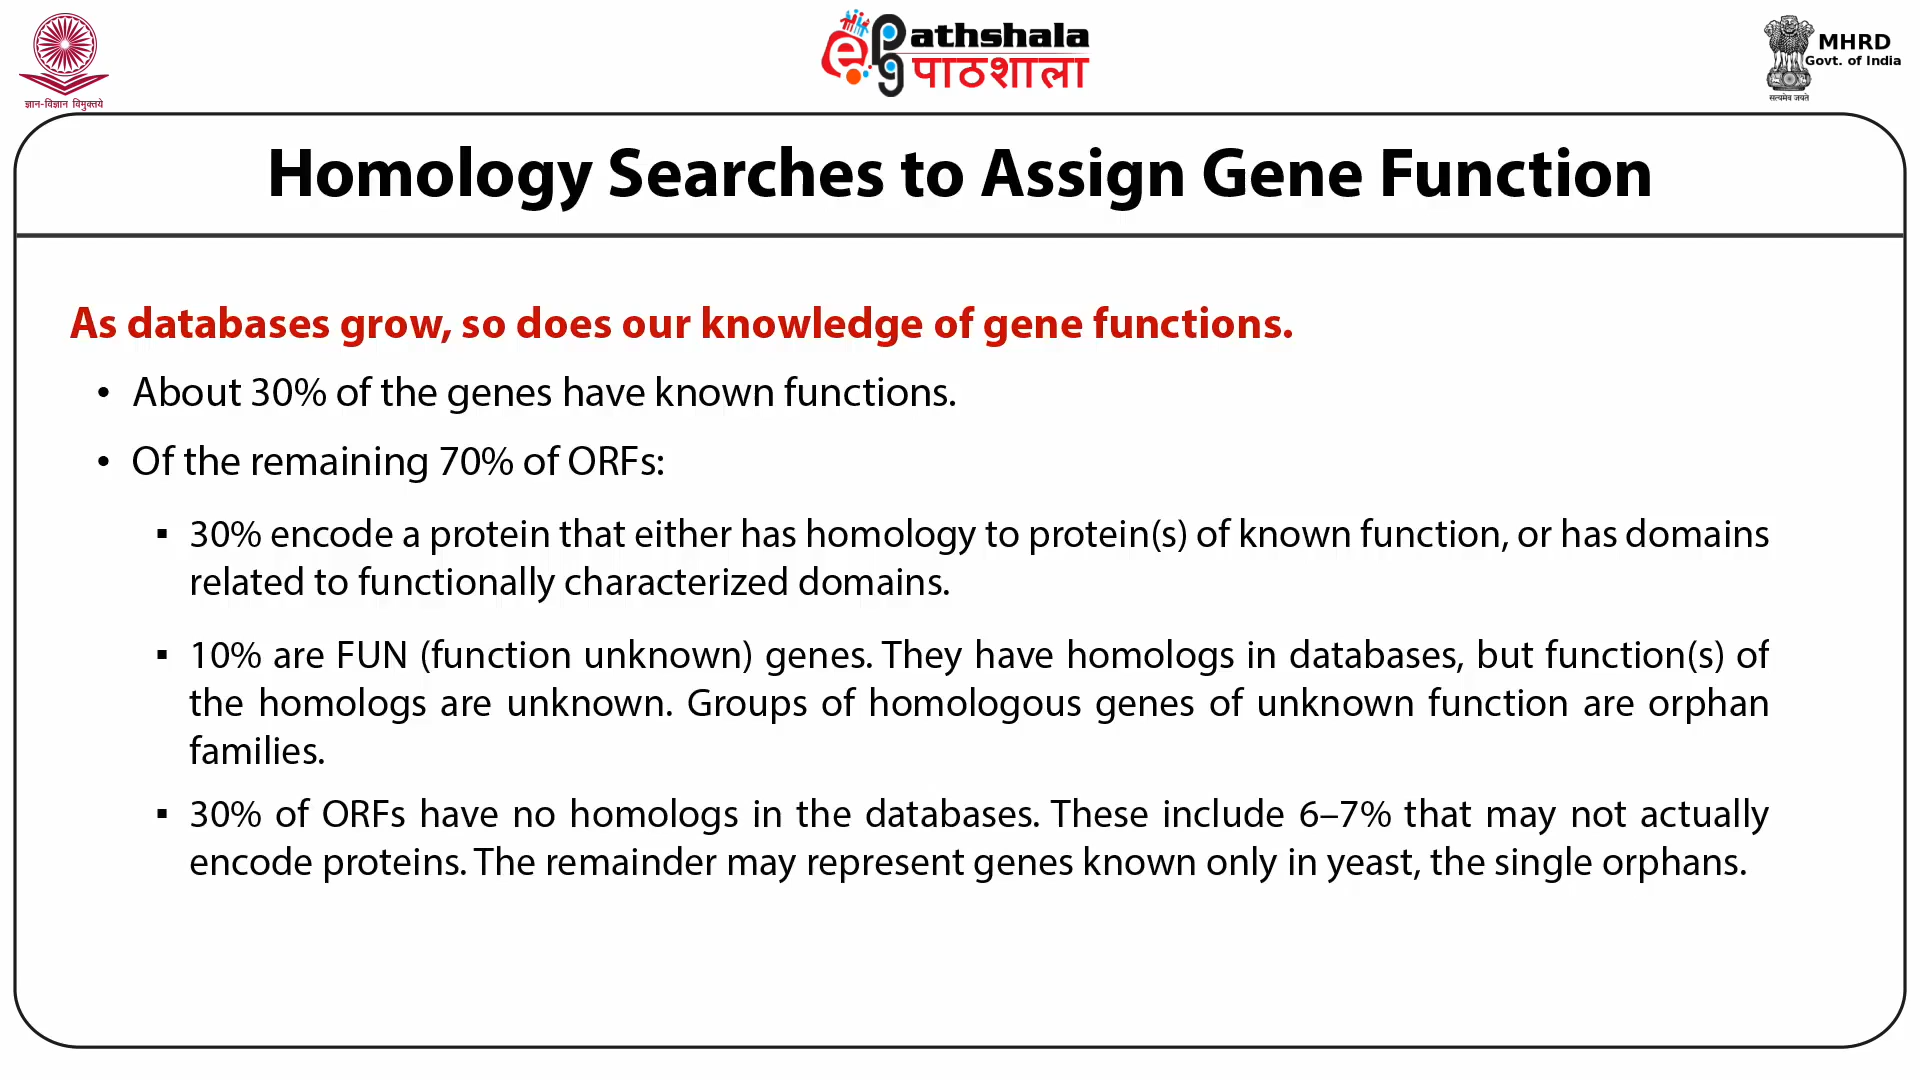 ज्ञान-विज्ञान विमुक्तये
e Pathshala
पाठशाला
MHRD
Govt. of India
सत्यमेव जयते
Homology Searches to Assign Gene Function
As databases grow, so does our knowledge of gene functions.
• About 30% of the genes have known functions.
• Of the remaining 70% of ORFs:
▪ 30% encode a protein that either has homology to protein(s) of known function, or has domains
related to functionally characterized domains.
▪ 10% are FUN (function unknown) genes. They have homologs in databases, but function(s) of
the homologs are unknown. Groups of homologous genes of unknown function are orphan
families.
▪ 30% of ORFs have no homologs in the databases. These include 6–7% that may not actually
encode proteins. The remainder may represent genes known only in yeast, the single orphans.